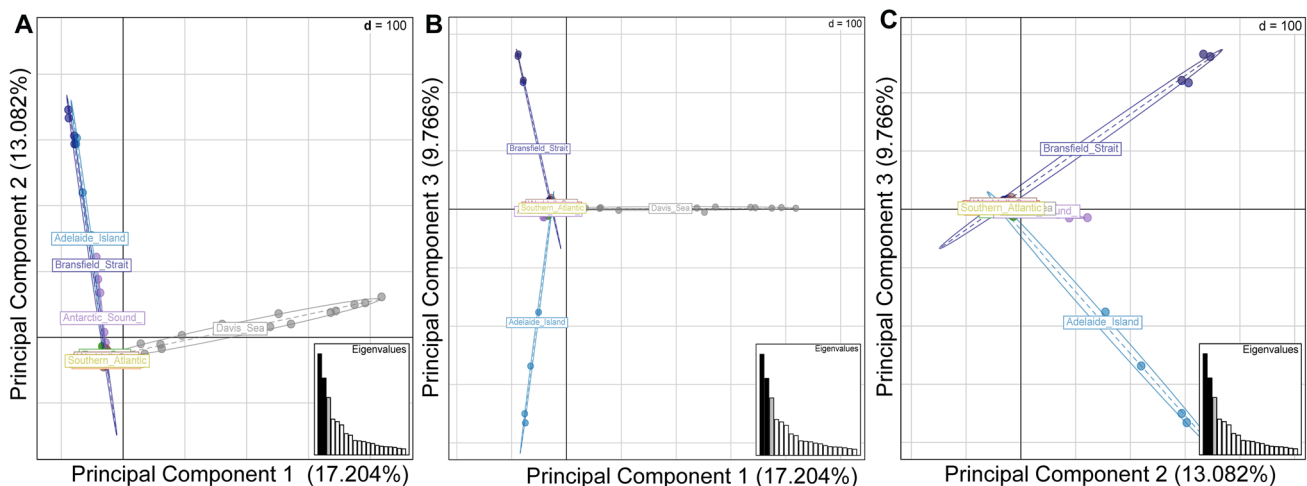 A
d = 100
Principal Component 2 (13.082%)
Adelaide_Island
Bransfield_Strait
Antarctic_Sound_
Davis_Sea
Southern_Atlantic
Eigenvalues
Principal Component 1 (17.204%)
B
d = 100
Principal Component 3 (9.766%)
Bransfield_Strait
Southern_Atlantic
Davis_Sea
Adelaide_Island
Eigenvalues
Principal Component 1 (17.204%)
C
d = 100
Principal Component 3 (9.766%)
Bransfield_Strait
Southern_Atlantic
Adelaide_Island
Eigenvalues
Principal Component 2 (13.082%)